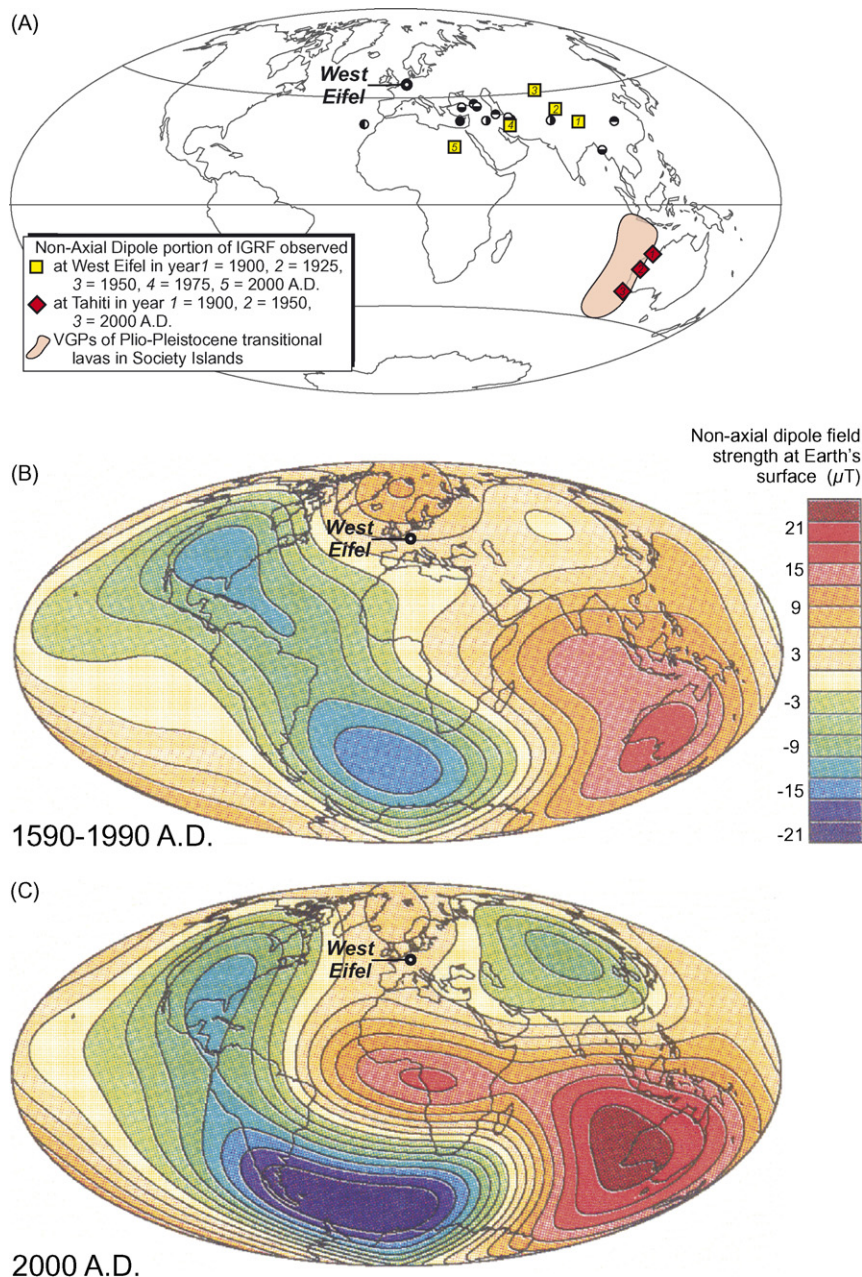 (A)
West
Eifel
3
2
1
4
5
Non-Axial Dipole portion of IGRF observed
at West Eifel in year 1 = 1900, 2 = 1925,
3 = 1950, 4 = 1975, 5 = 2000 A.D.
at Tahiti in year 1 = 1900, 2 = 1950,
3 = 2000 A.D.
VGPs of Plio-Pleistocene transitional
lavas in Society Islands
Non-axial dipole field
strength at Earth's
surface (µT)
(B)
West
Eifel
21
15
9
3
-3
-9
-15
-21
1590-1990 A.D.
(C)
West
Eifel
2000 A.D.